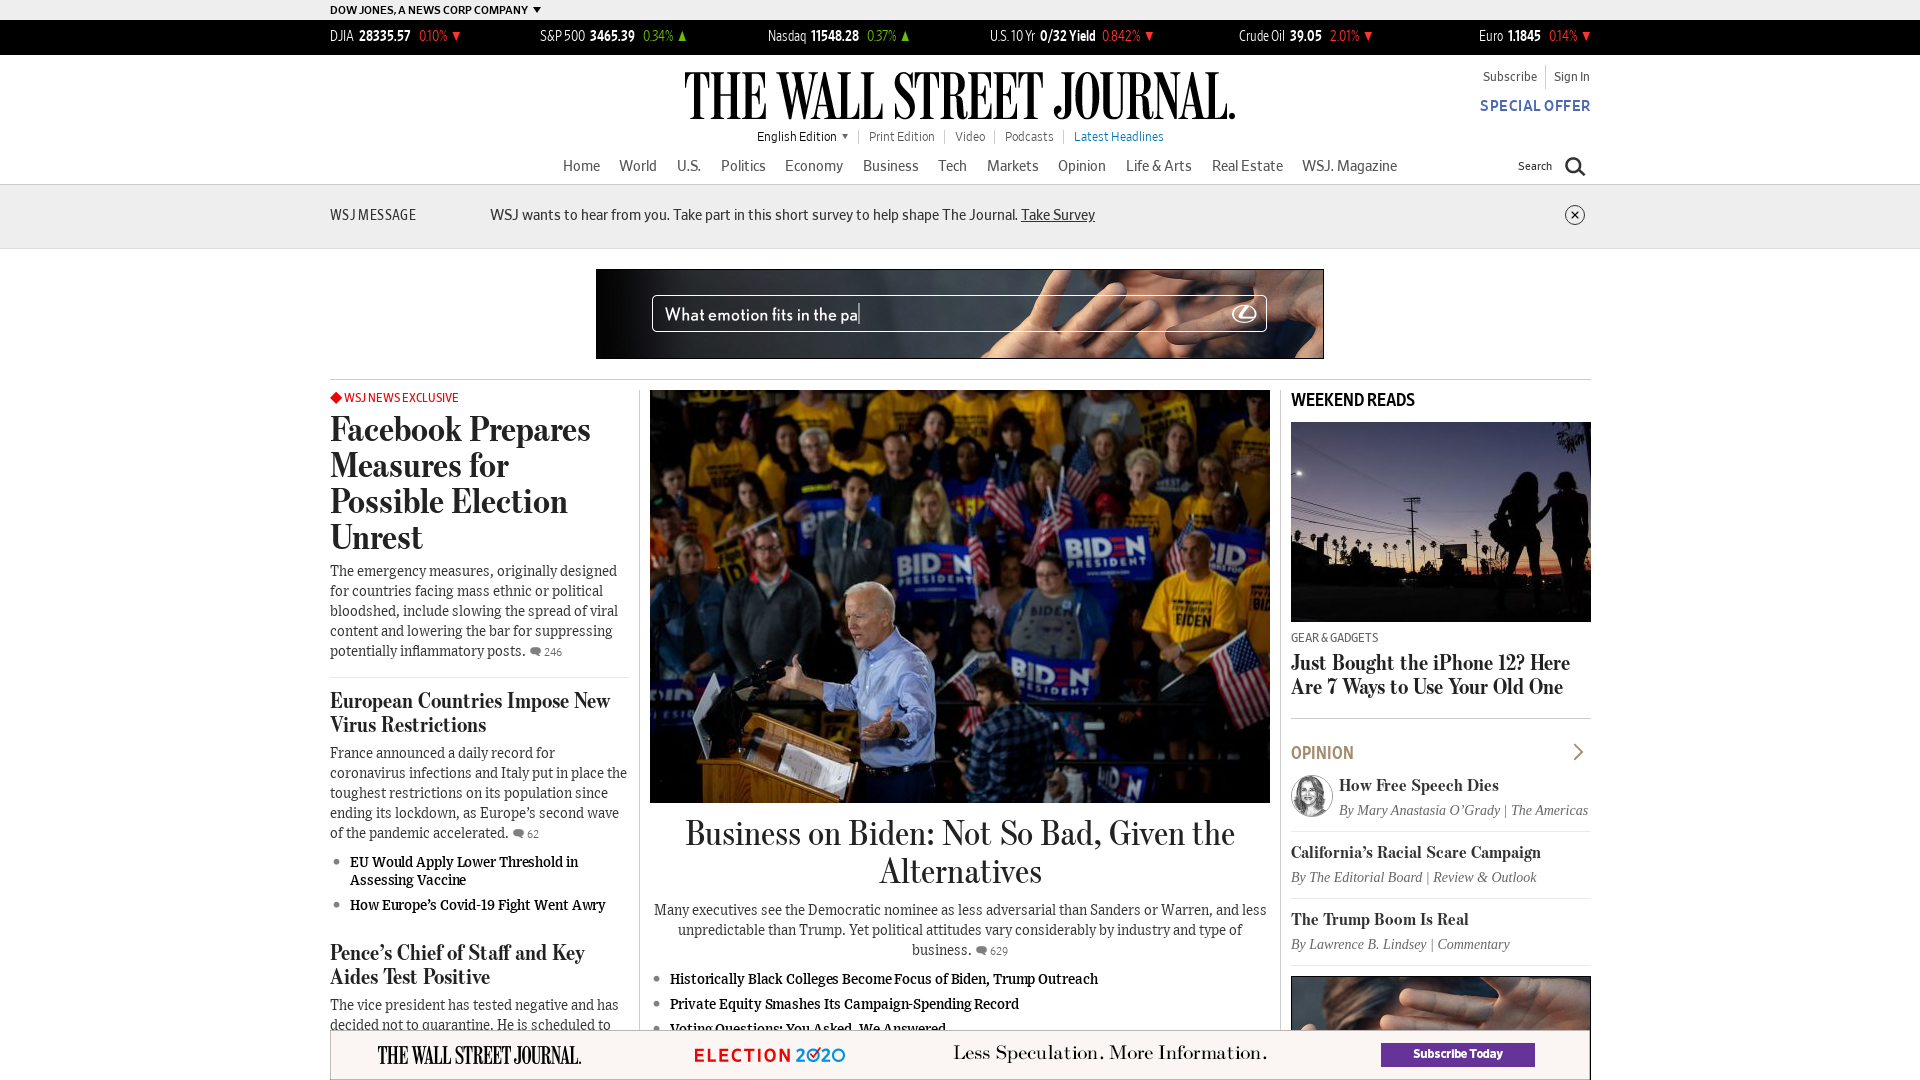 DOW JONES, A NEWS CORP COMPANY
DJIA 28335.57 0.10%
S&P 500 3465.39 0.34%
Nasdaq 11548.28 0.37%
U.S. 10 Yr 0/32 Yield 0.842%
Crude Oil 39.05 2.01%
Euro 1.1845 0.14%
THE WALL STREET JOURNAL.
Subscribe
Sign In
SPECIAL OFFER
English Edition
Print Edition
Video
Podcasts
Latest Headlines
Home
World
U.S.
Politics
Economy
Business
Tech
Markets
Opinion
Life & Arts
Real Estate
WSJ. Magazine
Search
WSJ MESSAGE
WSJ wants to hear from you. Take part in this short survey to help shape The Journal. Take Survey
What emotion fits in the pa
WSJ NEWS EXCLUSIVE
Facebook Prepares
Measures for
Possible Election
Unrest
The emergency measures, originally designed
for countries facing mass ethnic or political
bloodshed, include slowing the spread of viral
content and lowering the bar for suppressing
potentially inflammatory posts. 246
European Countries Impose New
Virus Restrictions
France announced a daily record for
coronavirus infections and Italy put in place the
toughest restrictions on its population since
ending its lockdown, as Europe’s second wave
of the pandemic accelerated. 62
EU Would Apply Lower Threshold in
Assessing Vaccine
How Europe’s Covid-19 Fight Went Awry
Pence’s Chief of Staff and Key
Aides Test Positive
The vice president has tested negative and has
decided not to quarantine. He is scheduled to
BIDEN
PRESIDENT
BIDEN
PRESIDENT
BIDEN
PRESIDENT
BIDEN
BIDEN
BIDEN
Business on Biden: Not So Bad, Given the
Alternatives
Many executives see the Democratic nominee as less adversarial than Sanders or Warren, and less
unpredictable than Trump. Yet political attitudes vary considerably by industry and type of
business. 629
Historically Black Colleges Become Focus of Biden, Trump Outreach
Private Equity Smashes Its Campaign-Spending Record
Voting Questions: You Asked, We Answered
WEEKEND READS
GEAR & GADGETS
Just Bought the iPhone 12? Here
Are 7 Ways to Use Your Old One
OPINION
How Free Speech Dies
By Mary Anastasia O’Grady | The Americas
California’s Racial Scare Campaign
By The Editorial Board | Review & Outlook
The Trump Boom Is Real
By Lawrence B. Lindsey | Commentary
THE WALL STREET JOURNAL.
ELECTION 2020
Less Speculation. More Information.
Subscribe Today